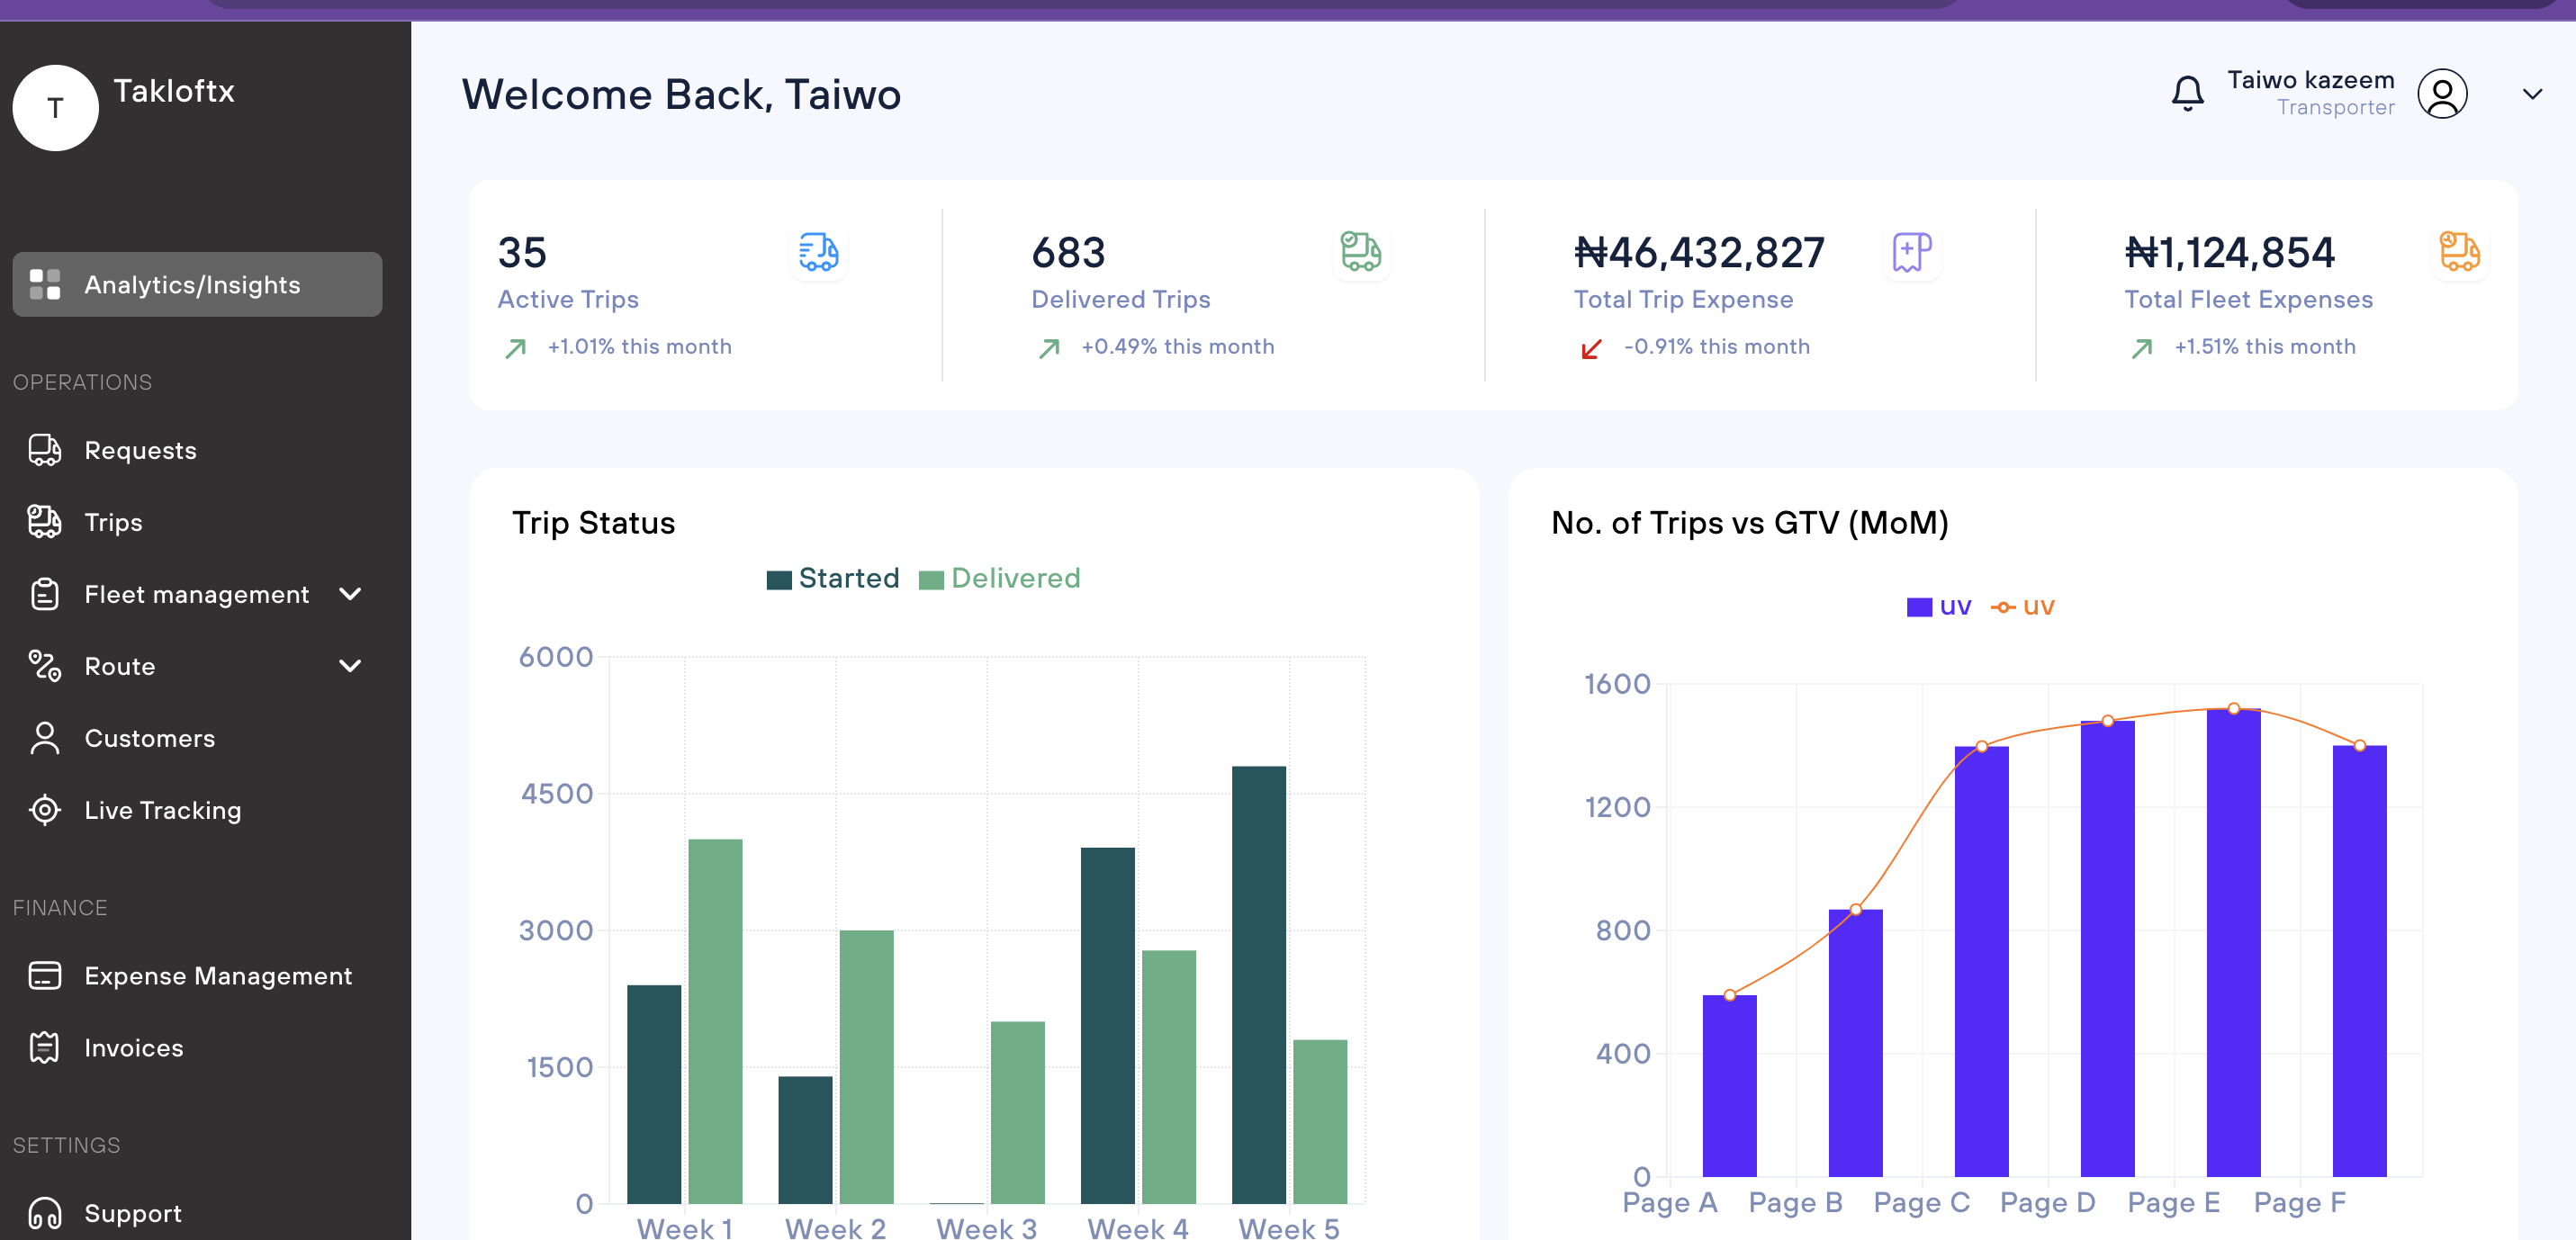 T
Takloftx
Analytics/Insights
OPERATIONS
Requests
Trips
Fleet management
Route
Customers
Live Tracking
FINANCE
Expense Management
Invoices
SETTINGS
Support
Welcome Back, Taiwo
Taiwo kazeem
Transporter
35
Active Trips
+1.01% this month
683
Delivered Trips
+0.49% this month
₦46,432,827
Total Trip Expense
-0.91% this month
₦1,124,854
Total Fleet Expenses
+1.51% this month
Trip Status
Started Delivered
6000
4500
3000
1500
0
Week 1 Week 2 Week 3 Week 4 Week 5
No. of Trips vs GTV (MoM)
uv uv
1600
1200
800
400
0
Page A Page B Page C Page D Page E Page F